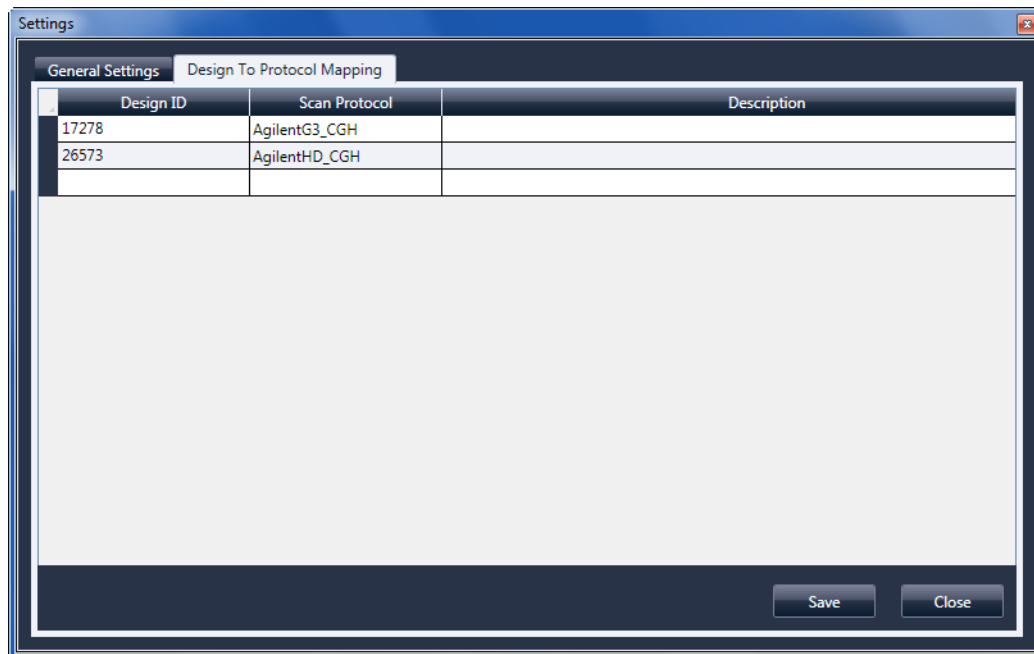 Settings
General Settings Design To Protocol Mapping
Design ID Scan Protocol Description
17278 AgilentG3_CGH
26573 AgilentHD_CGH
Save Close